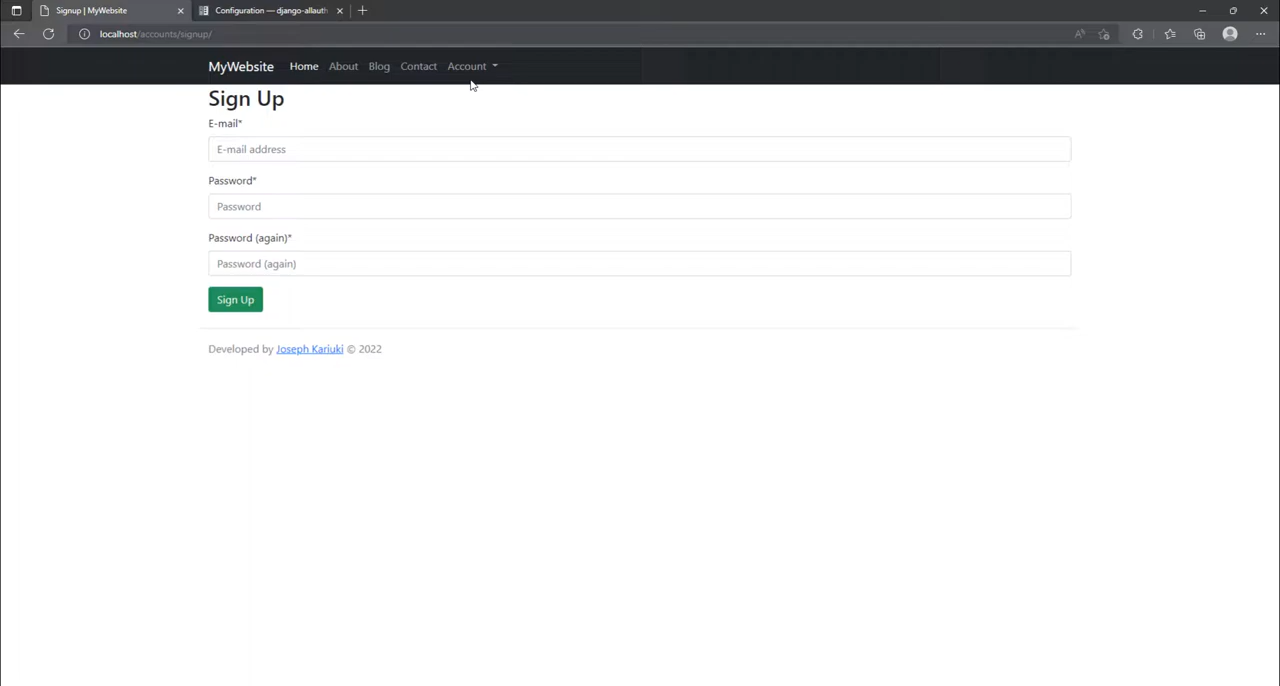 Signup | MyWebsite
Configuration — django-allauth
localhost/accounts/signup/
MyWebsite Home About Blog Contact Account
Sign Up
E-mail*
E-mail address
Password*
Password
Password (again)*
Password (again)
Sign Up
Developed by Joseph Kariuki © 2022